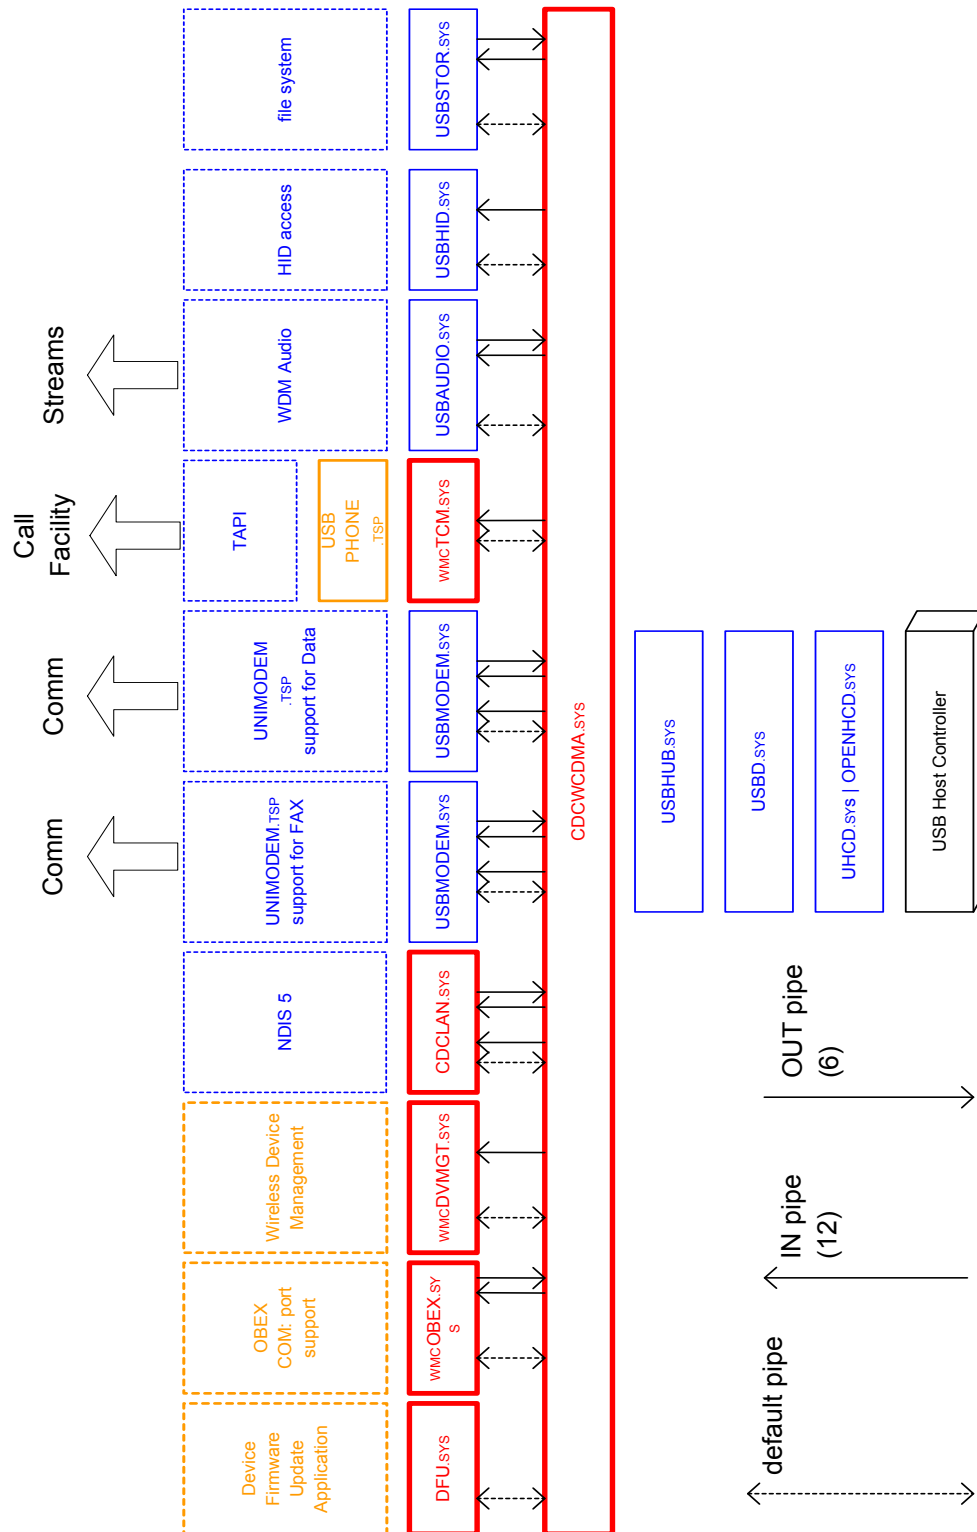 Comm
Comm
Call
Facility
Streams
Device
Firmware
Update
Application
OBEX
COM: port
support
Wireless Device
Management
NDIS 5
UNIMODEM.TSP
support for FAX
UNIMODEM
.TSP
support for Data
TAPI
USB
PHONE
.TSP
WDM Audio
HID access
file system
DFU.SYS
WMCOBEX.SY
S
WMCDVMGT.SYS
CDCLAN.SYS
USBMODEM.SYS
USBMODEM.SYS
WMCTCM.SYS
USBAUDIO.SYS
USBHID.SYS
USBSTOR.SYS
CDCWCDMA.SYS
USBHUB.SYS
USBD.SYS
UHCD.SYS | OPENHCD.SYS
USB Host Controller
default pipe
IN pipe
(12)
OUT pipe
(6)